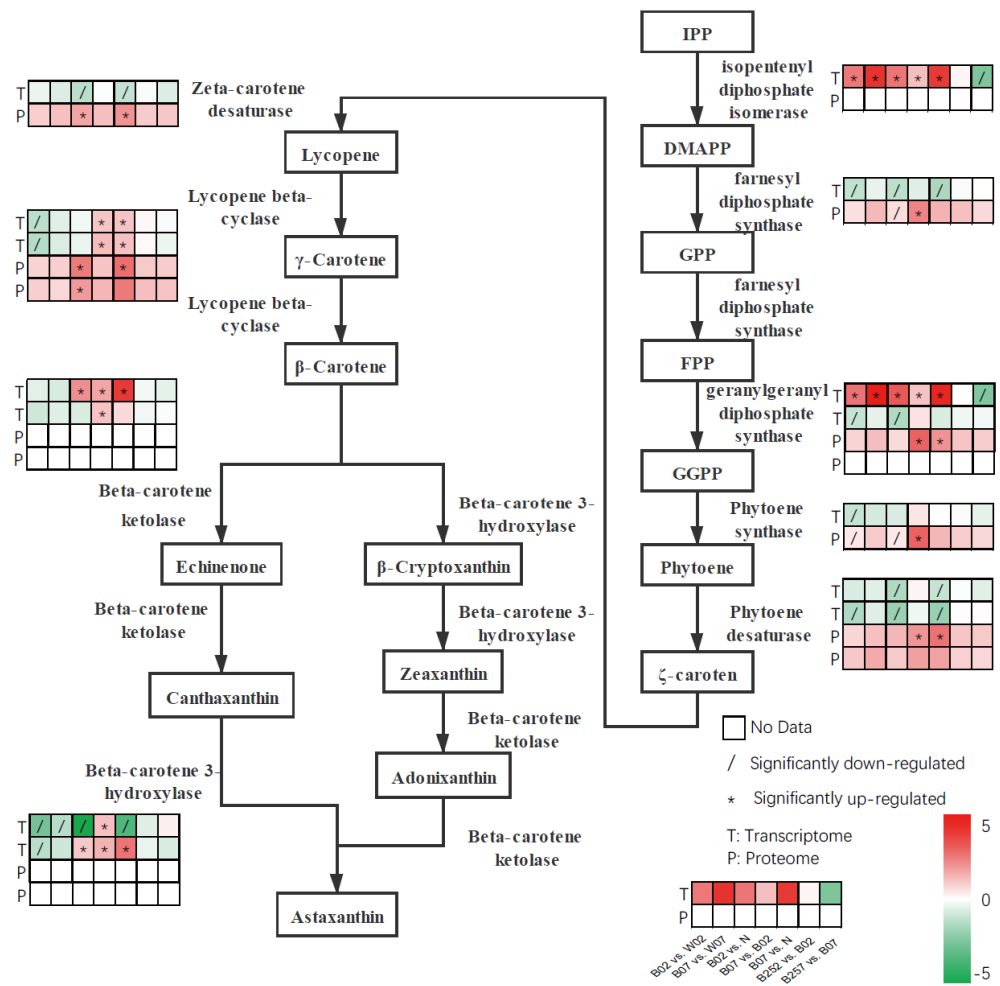 IPP
isopentenyl
diphosphate
isomerase
T * * * * * /
P
DMAPP
farnesyl
diphosphate
synthase
T / / /
P / *
GPP
farnesyl
diphosphate
synthase
FPP
geranylgeranyl
diphosphate
synthase
T * * * * * /
T / /
P * *
P
GGPP
Phytoene
synthase
T /
P / / *
Phytoene
Phytoene
desaturase
T / /
T / / /
P * *
P
ζ-caroten
Zeta-carotene
desaturase
T / /
P * *
Lycopene
Lycopene beta-
cyclase
T / * *
T / * *
P * *
P *
γ-Carotene
Lycopene beta-
cyclase
β-Carotene
T * * *
T *
P
P
Beta-carotene
ketolase
Echinenone
Beta-carotene
ketolase
Canthaxanthin
Beta-carotene 3-
hydroxylase
Beta-carotene 3-
hydroxylase
β-Cryptoxanthin
Beta-carotene 3-
hydroxylase
Zeaxanthin
Beta-carotene
ketolase
Adonixanthin
Beta-carotene
ketolase
T / / / * /
T / * * *
P
P
Astaxanthin
No Data
/ Significantly down-regulated
* Significantly up-regulated
T: Transcriptome
P: Proteome
T
P
B02 vs. W02
B07 vs. W07
B02 vs. N
B07 vs. B02
B07 vs. N
B252 vs. B02
B257 vs. B07
5
0
-5